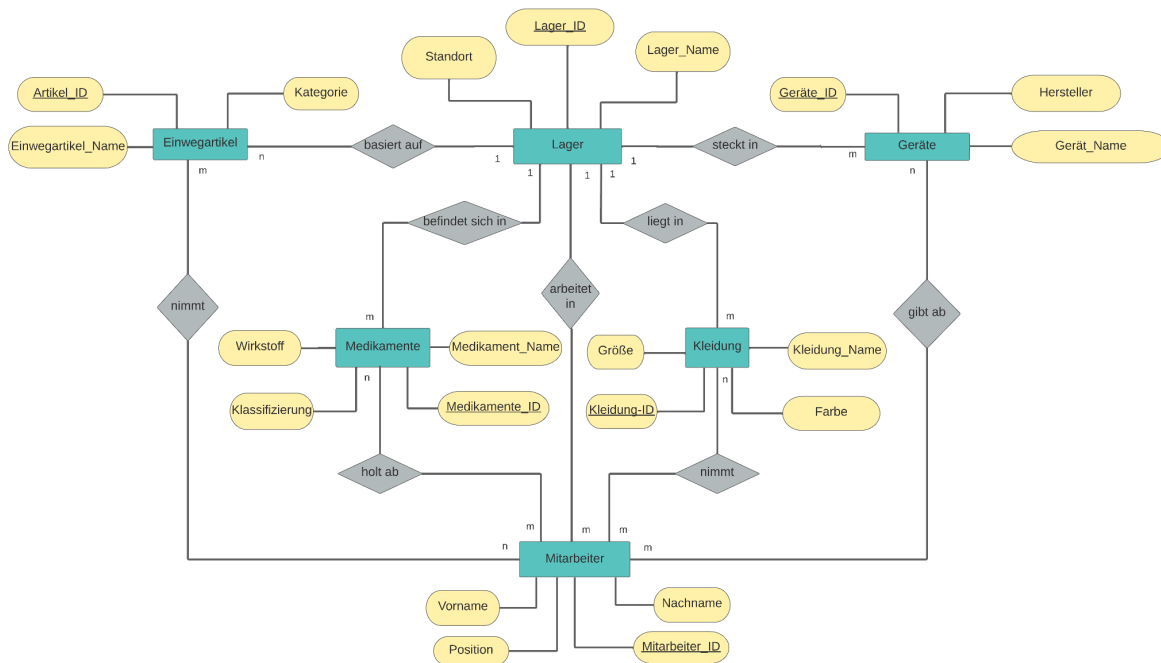 Lager_ID
Standort
Lager_Name
Artikel_ID
Kategorie
Geräte_ID
Hersteller
Einwegartikel_Name
Einwegartikel
n
basiert auf
1
Lager
1
steckt in
m
Geräte
Gerät_Name
m
1
1
1
n
befindet sich in
liegt in
nimmt
arbeitet
in
gibt ab
m
m
Wirkstoff
Medikamente
Medikament_Name
Größe
Kleidung
Kleidung_Name
n
n
Klassifizierung
Medikamente_ID
Kleidung-ID
Farbe
holt ab
nimmt
m
m
m
n
m
Mitarbeiter
Vorname
Nachname
Position
Mitarbeiter_ID